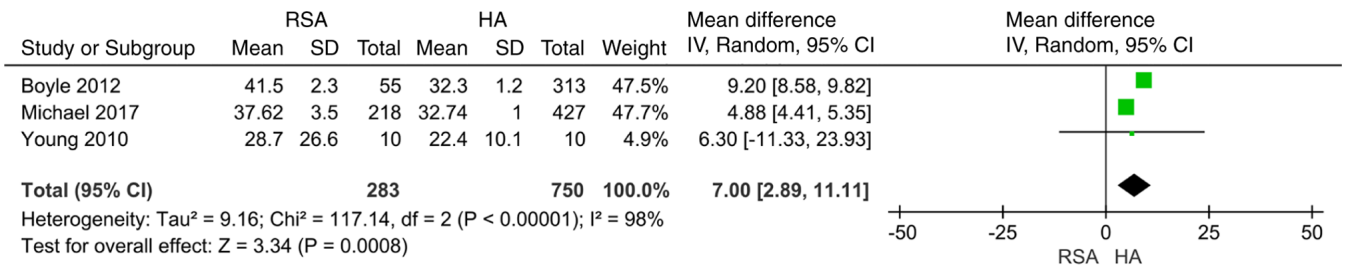 RSA HA Mean difference Mean difference
Study or Subgroup Mean SD Total Mean SD Total Weight IV, Random, 95% CI IV, Random, 95% CI
Boyle 2012 41.5 2.3 55 32.3 1.2 313 47.5% 9.20 [8.58, 9.82]
Michael 2017 37.62 3.5 218 32.74 1 427 47.7% 4.88 [4.41, 5.35]
Young 2010 28.7 26.6 10 22.4 10.1 10 4.9% 6.30 [-11.33, 23.93]
Total (95% CI) 283 750 100.0% 7.00 [2.89, 11.11]
Heterogeneity: Tau² = 9.16; Chi² = 117.14, df = 2 (P < 0.00001); I² = 98%
Test for overall effect: Z = 3.34 (P = 0.0008)
-50 -25 0 25 50
RSA HA